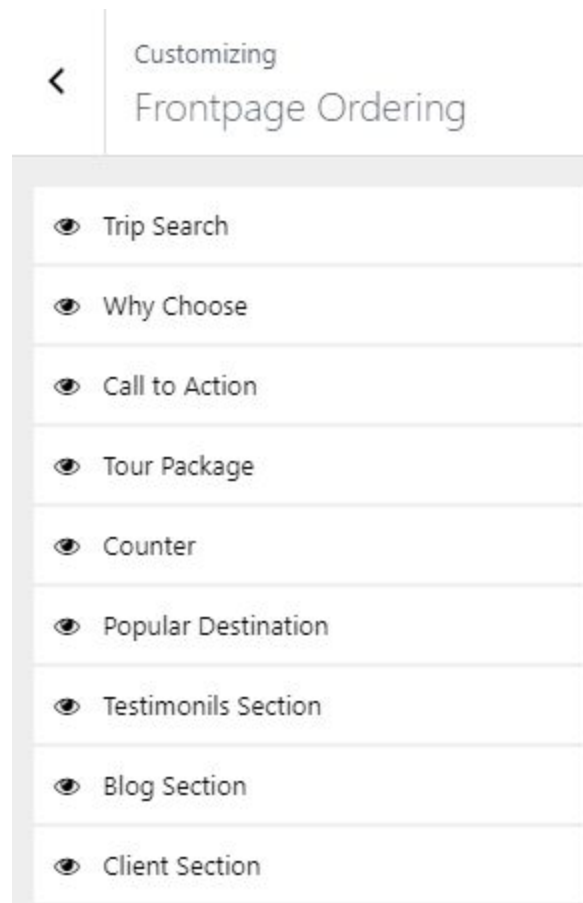 Customizing
Frontpage Ordering
Trip Search
Why Choose
Call to Action
Tour Package
Counter
Popular Destination
Testimonils Section
Blog Section
Client Section